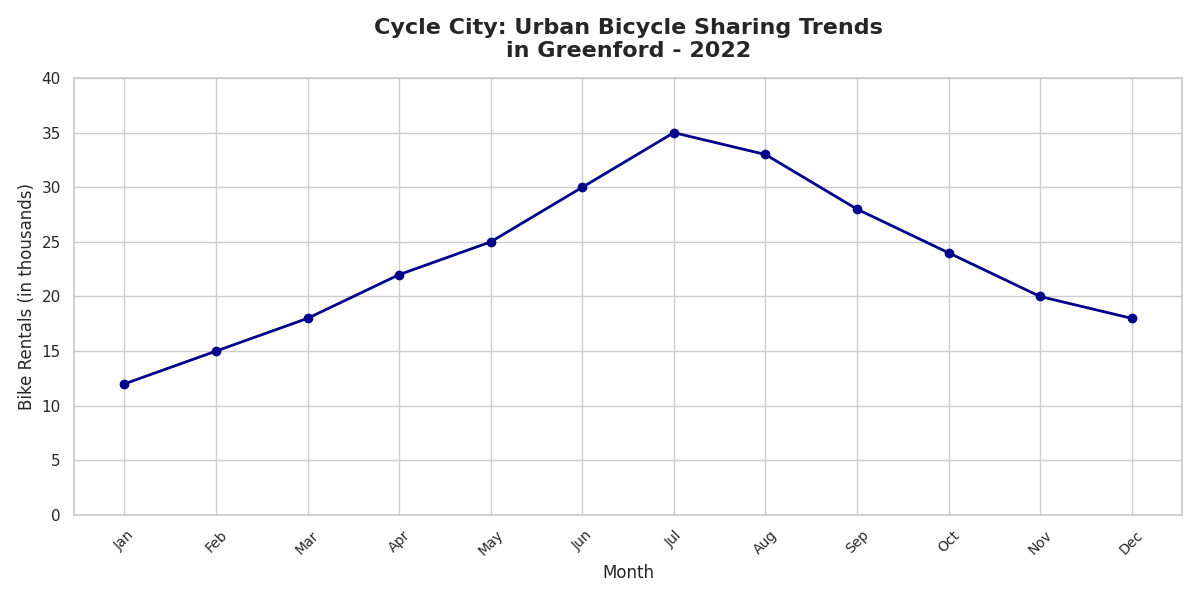 Cycle City: Urban Bicycle Sharing Trends
in Greenford - 2022
Bike Rentals (in thousands)
40
35
30
25
20
15
10
5
0
Jan Feb Mar Apr May Jun Jul Aug Sep Oct Nov Dec
Month